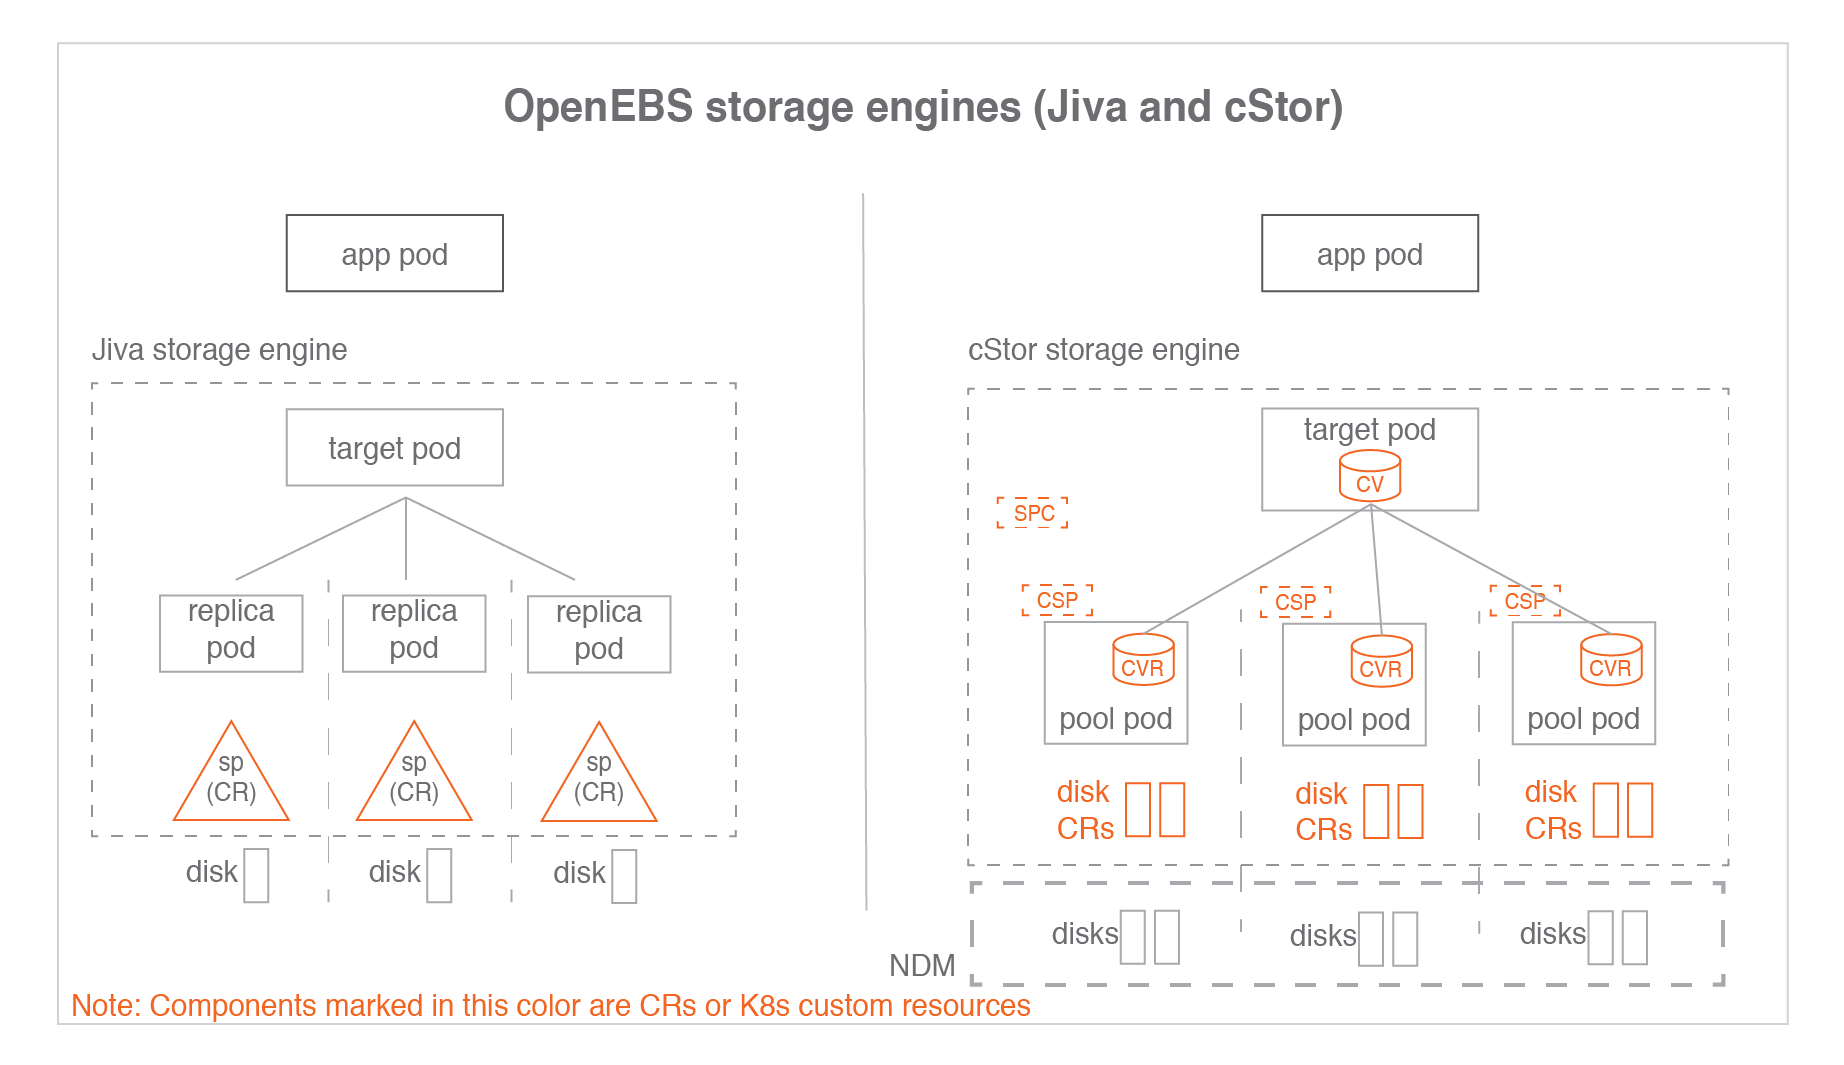 OpenEBS storage engines (Jiva and cStor)
app pod
Jiva storage engine
target pod
replica
pod
replica
pod
replica
pod
sp
(CR)
sp
(CR)
sp
(CR)
disk
disk
disk
app pod
cStor storage engine
target pod
CV
SPC
CSP
CSP
CSP
CVR
CVR
CVR
pool pod
pool pod
pool pod
disk
CRs
disk
CRs
disk
CRs
disks
disks
disks
NDM
Note: Components marked in this color are CRs or K8s custom resources